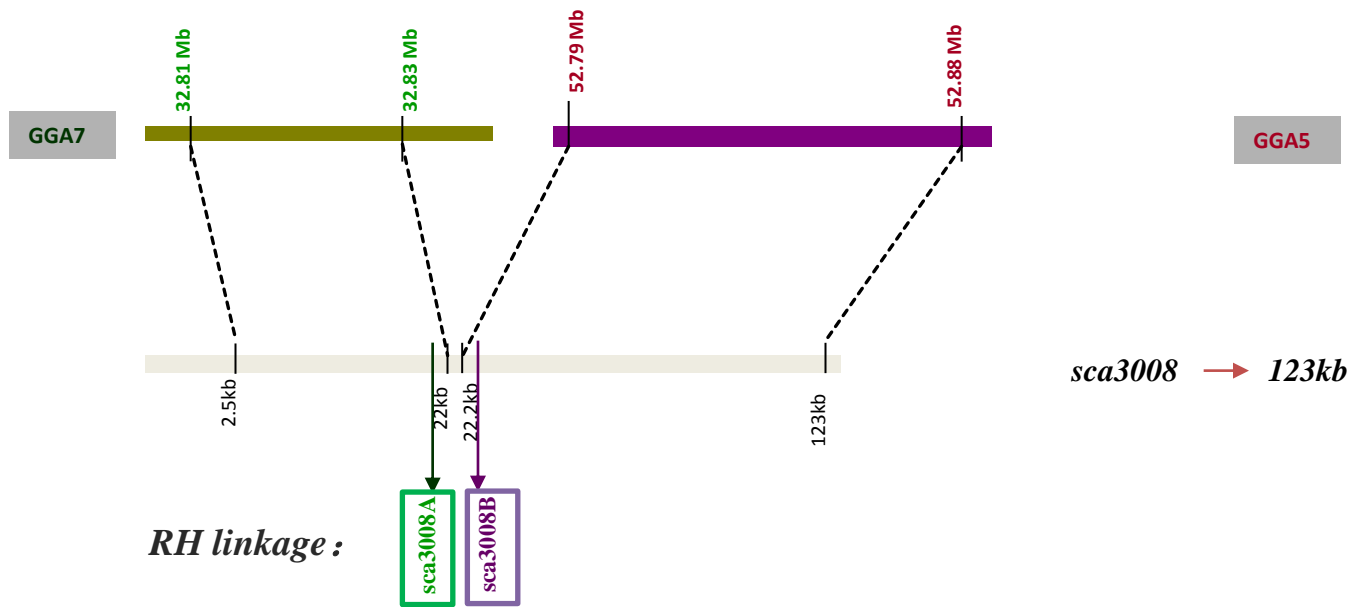 32.81 Mb
32.83 Mb
52.79 Mb
52.88 Mb
GGA7
GGA5
2.5kb
22kb
22.2kb
123kb
sca3008
123kb
RH linkage：
sca3008A
sca3008B